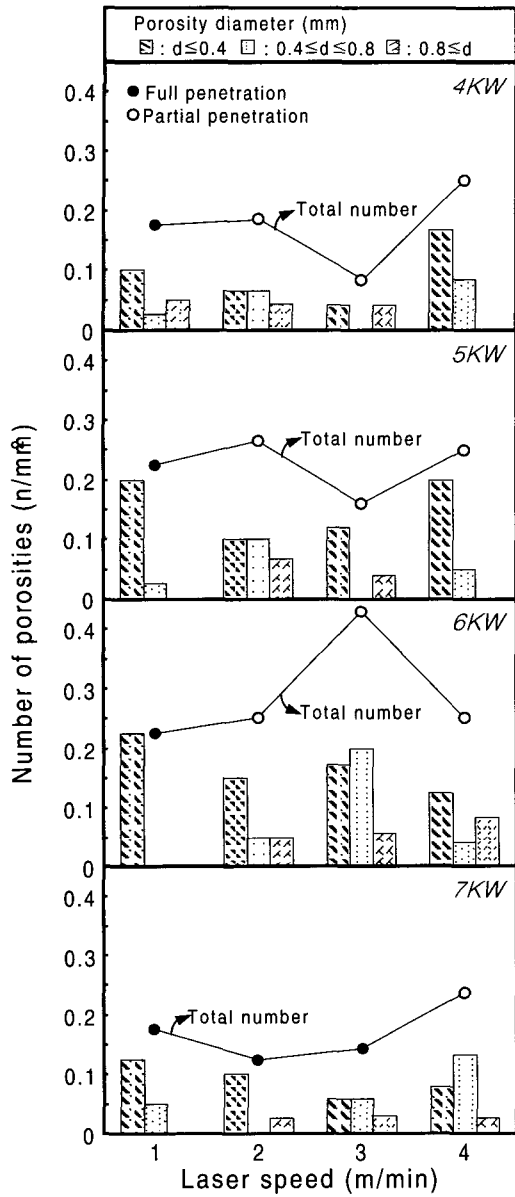 Porosity diameter (mm)
: d≤0.4 : 0.4≤d≤0.8 : 0.8≤d
4KW
0.4
Full penetration
Partial penetration
0.3
Total number
0.2
0.1
0
5KW
0.4
0.3
Total number
0.2
0.1
0
6KW
0.4
0.3
Total number
0.2
0.1
0
7KW
0.4
0.3
Total number
0.2
0.1
0
1 2 3 4
Laser speed (m/min)
Number of porosities (n/mm²)